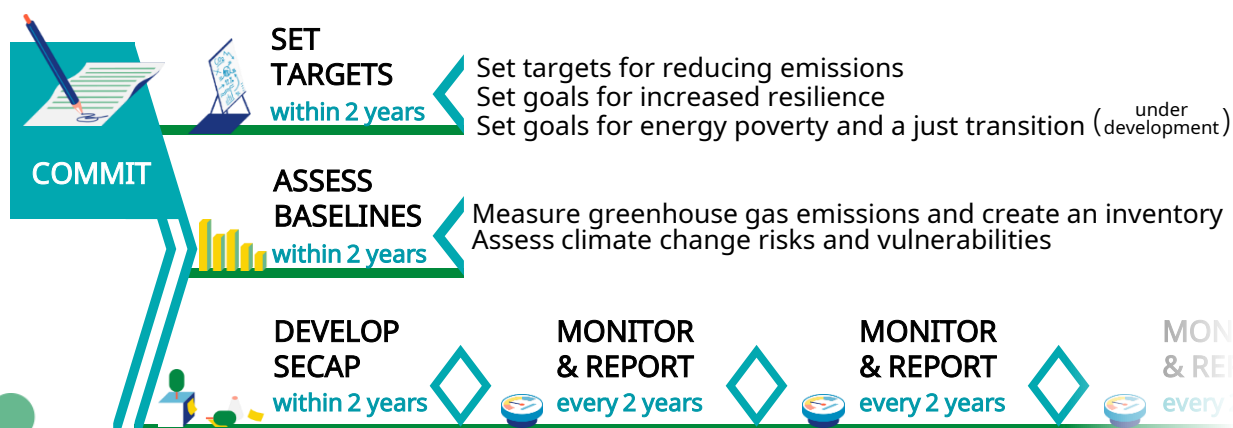 COMMIT
SET
TARGETS
within 2 years
Set targets for reducing emissions
Set goals for increased resilience
Set goals for energy poverty and a just transition (under development)
ASSESS
BASELINES
within 2 years
Measure greenhouse gas emissions and create an inventory
Assess climate change risks and vulnerabilities
DEVELOP
SECAP
within 2 years
MONITOR
& REPORT
every 2 years
MONITOR
& REPORT
every 2 years
MON
& RE
every